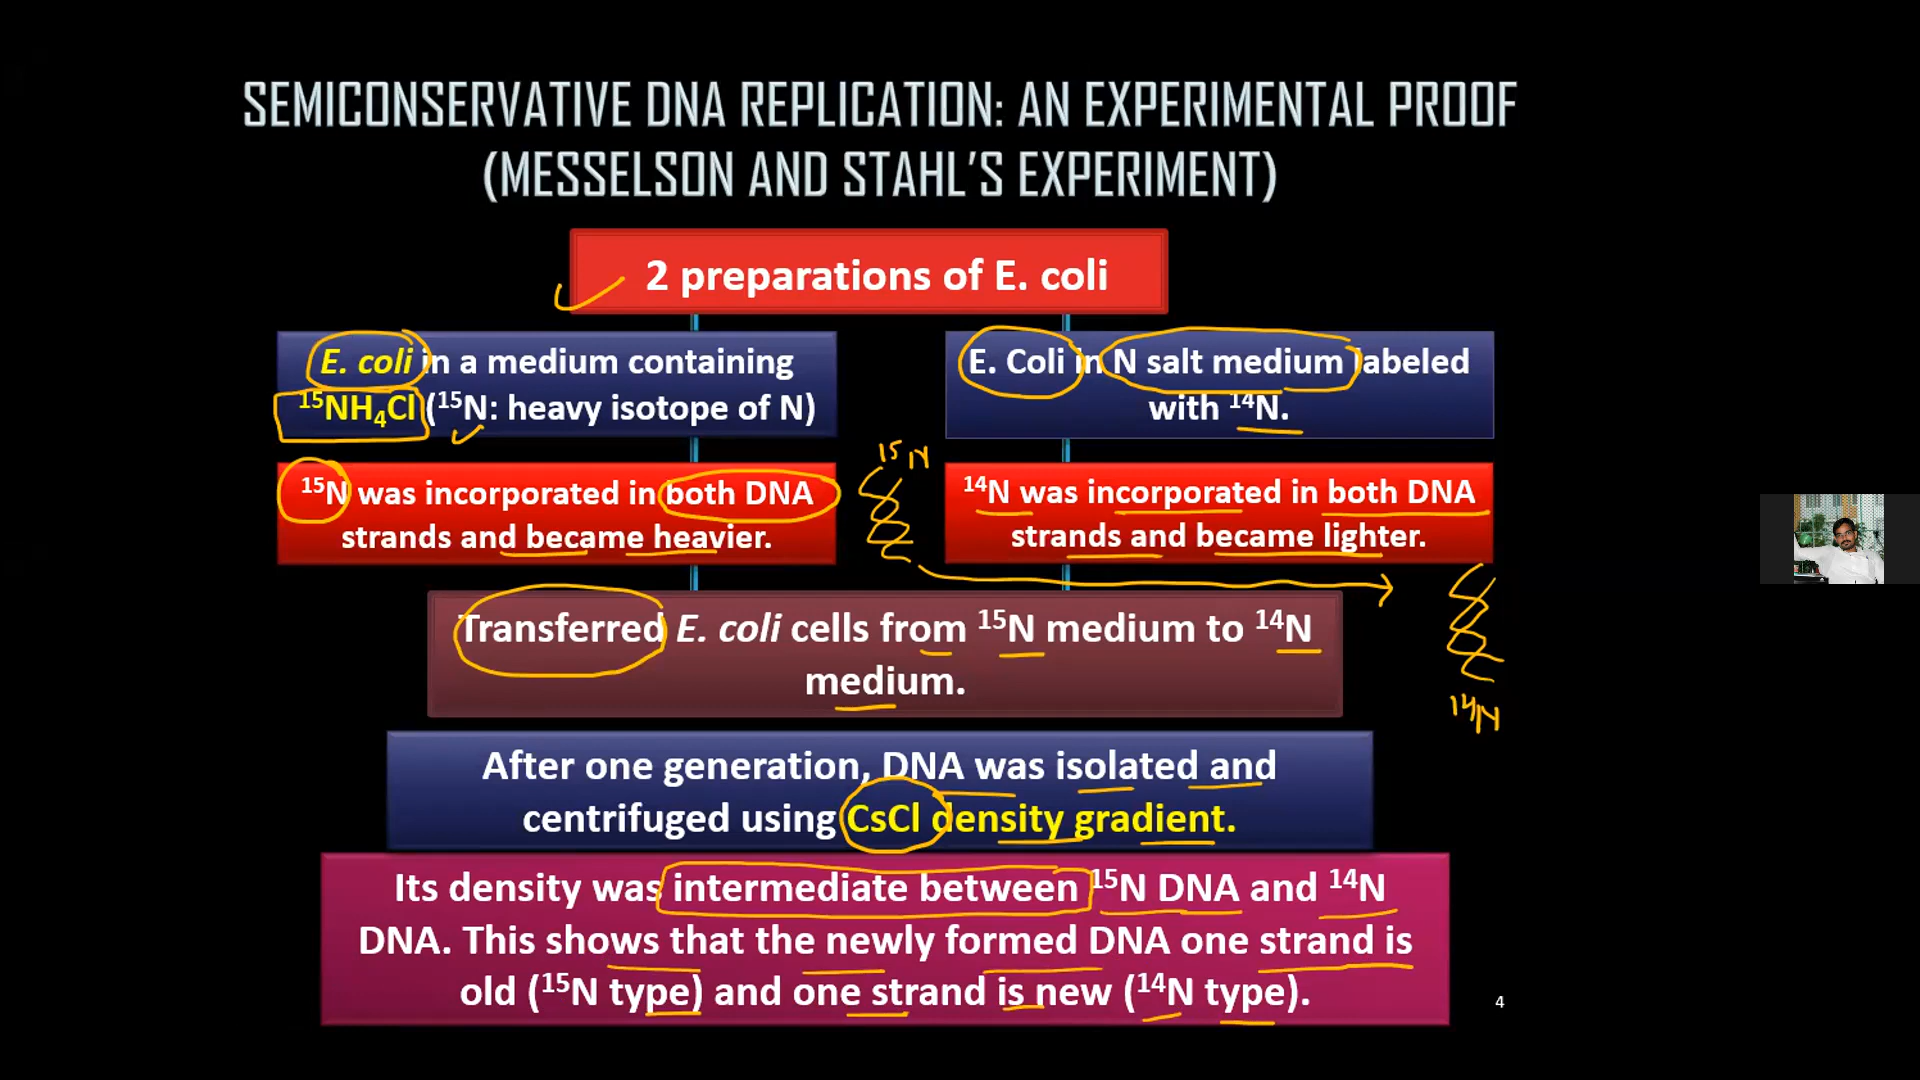 SEMICONSERVATIVE DNA REPLICATION: AN EXPERIMENTAL PROOF
(MESSELSON AND STAHL’S EXPERIMENT)
2 preparations of E. coli
E. coli in a medium containing
¹⁵NH₄Cl (¹⁵N: heavy isotope of N)
E. Coli in N salt medium labeled
with ¹⁴N.
¹⁵N was incorporated in both DNA
strands and became heavier.
¹⁵N
¹⁴N was incorporated in both DNA
strands and became lighter.
Transferred E. coli cells from ¹⁵N medium to ¹⁴N
medium.
¹⁴N
After one generation, DNA was isolated and
centrifuged using CsCl density gradient.
Its density was intermediate between ¹⁵N DNA and ¹⁴N
DNA. This shows that the newly formed DNA one strand is
old (¹⁵N type) and one strand is new (¹⁴N type).
4